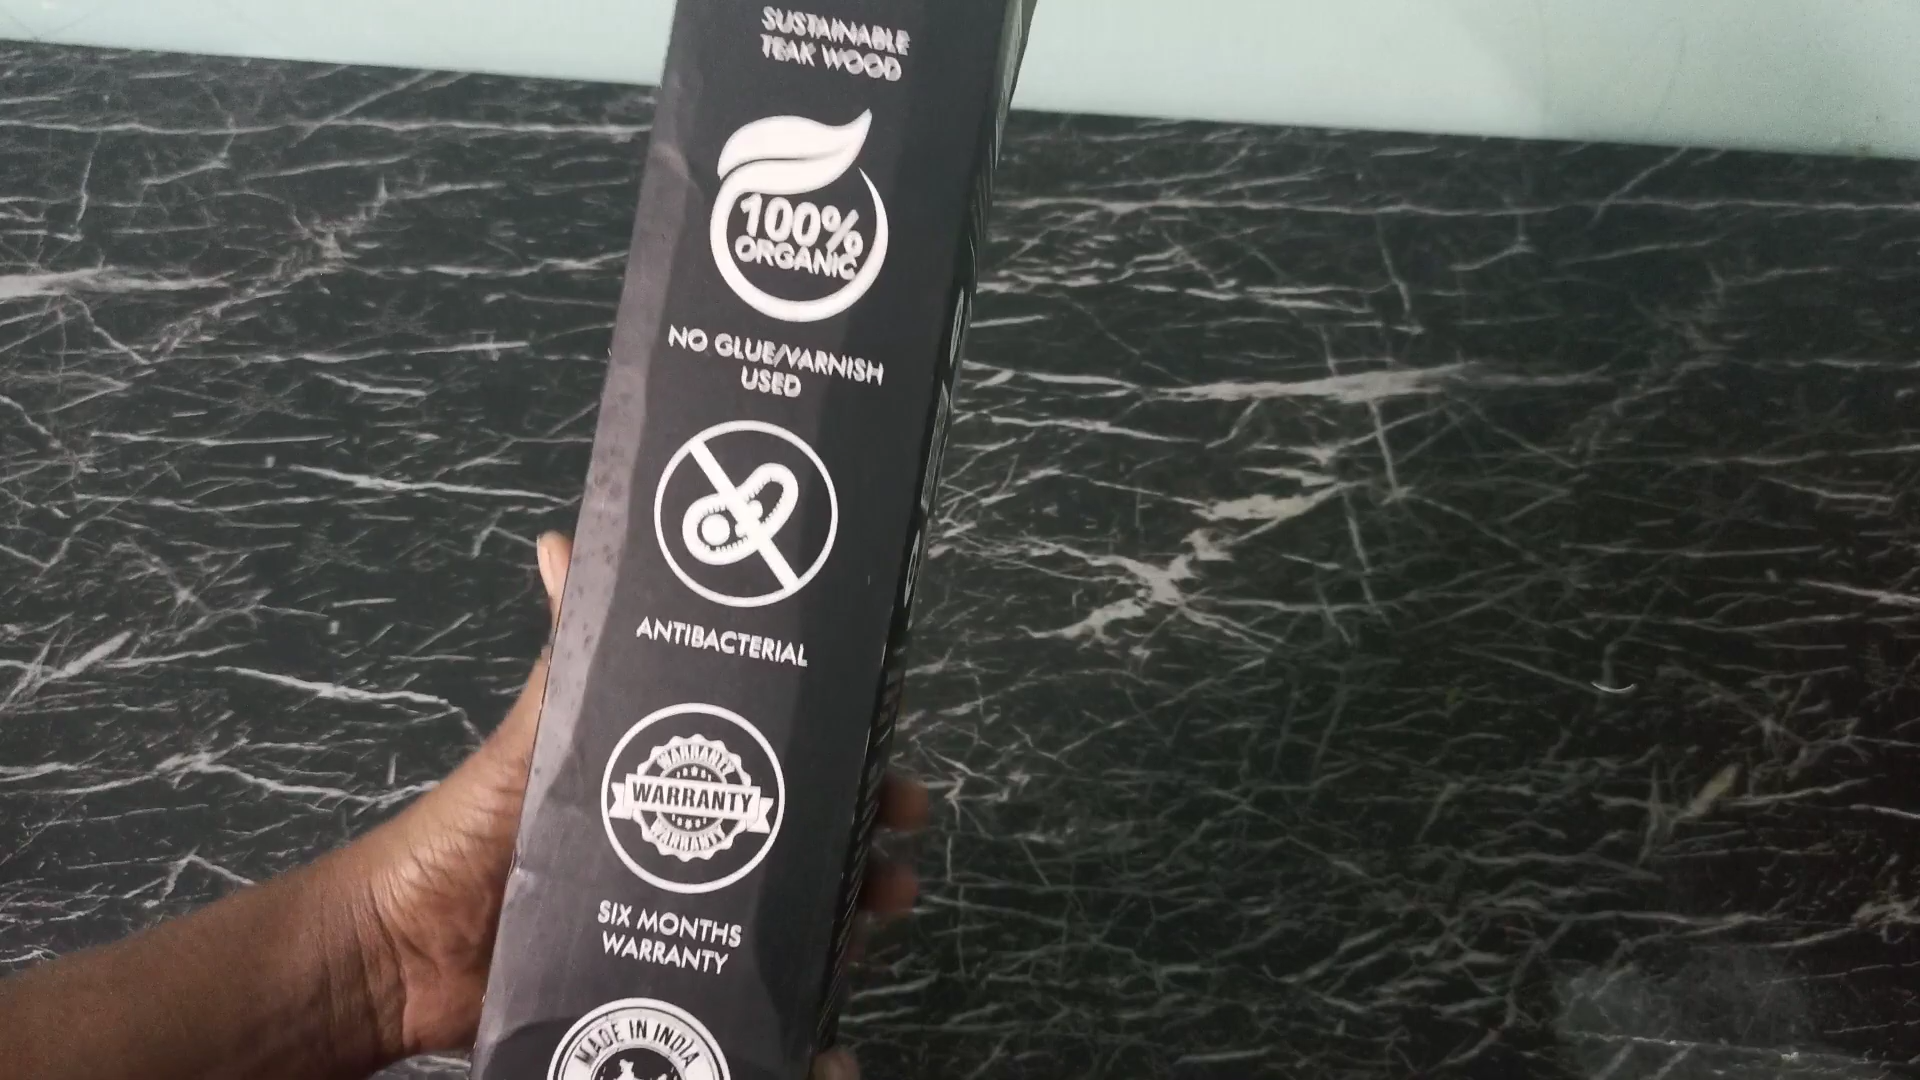 SUSTAINABLE
TEAK WOOD
100%
ORGANIC
NO GLUE/VARNISH
USED
ANTIBACTERIAL
WARRANTY
WARRANTY
WARRANTY
SIX MONTHS
WARRANTY
MADE IN INDIA